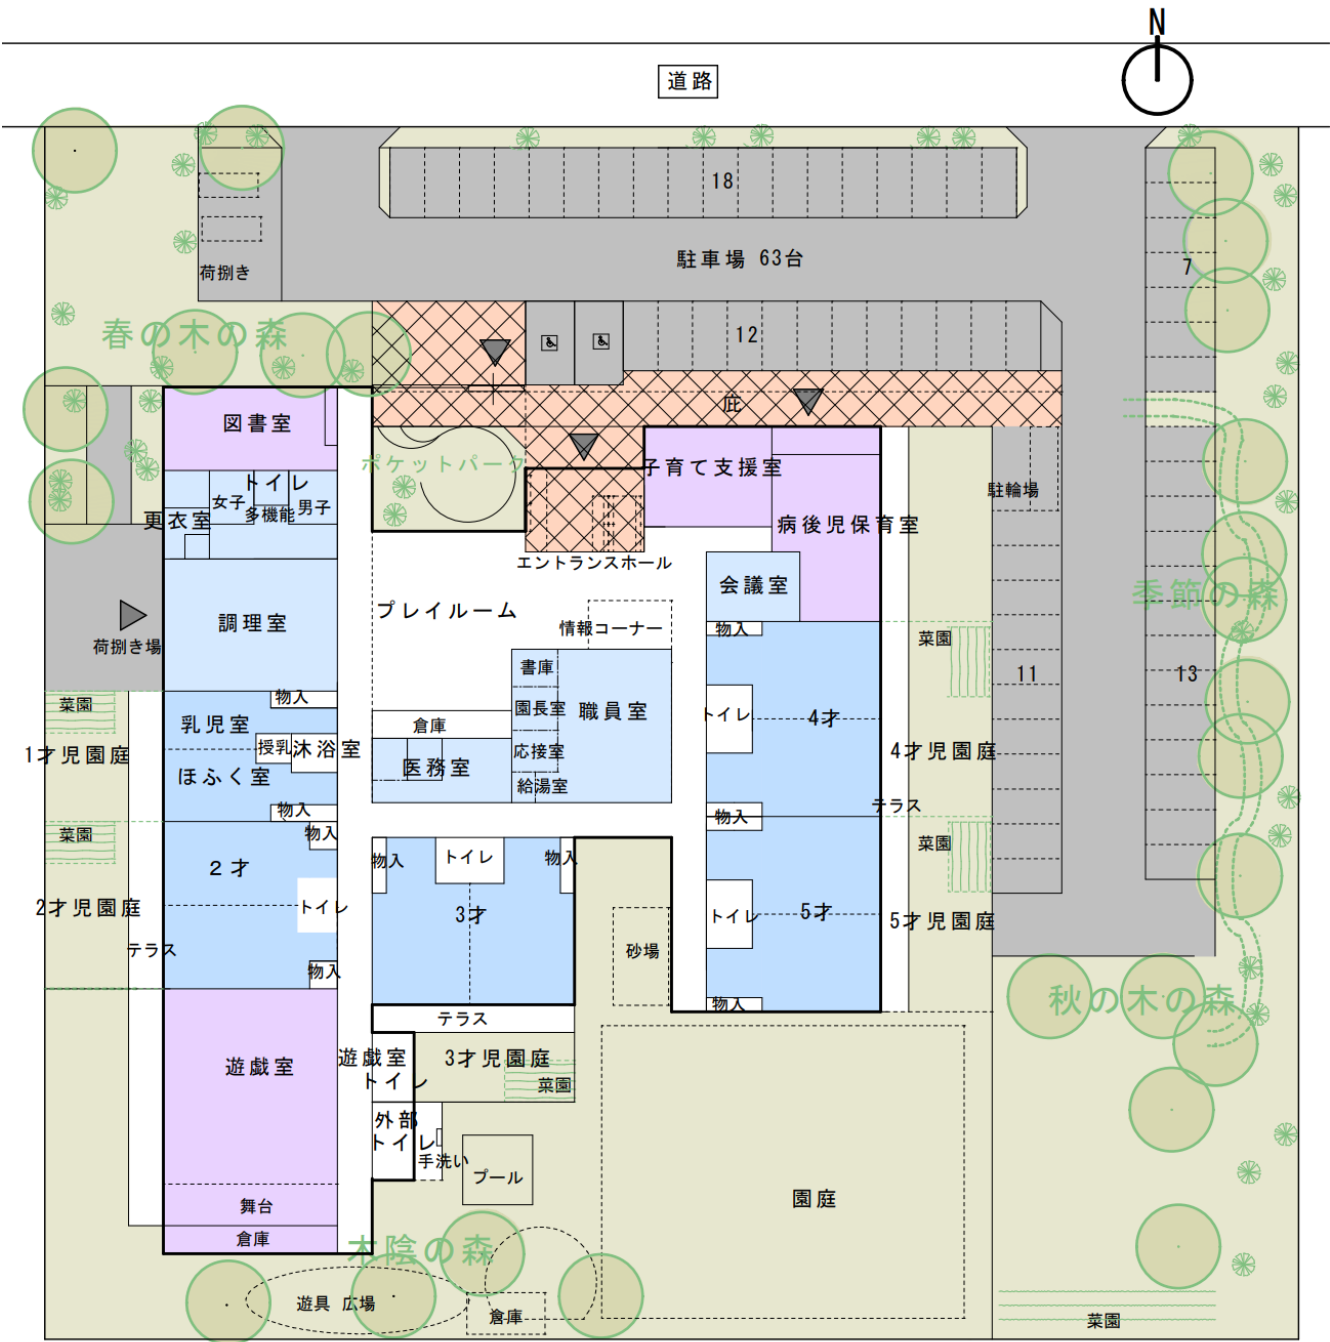 N
道路
18
荷捌き
駐車場 63台
7
春の木の森
12
庇
図書室
ポケットパーク
子育て支援室
トイレ
女子
多機能
男子
更衣室
駐輪場
病後児保育室
エントランスホール
会議室
季節の森
プレイルーム
調理室
情報コーナー
物入
菜園
荷捌き場
書庫
11
13
物入
菜園
園長室
職員室
トイレ
4才
乳児室
倉庫
授乳
沐浴室
1才児園庭
応接室
4才児園庭
ほふく室
医務室
給湯室
テラス
物入
物入
菜園
物入
菜園
2才
物入
トイレ
物入
トイレ
2才児園庭
3才
トイレ
5才
5才児園庭
テラス
砂場
物入
物入
秋の木の森
テラス
遊戯室
遊戯室
トイレ
3才児園庭
菜園
外部
トイレ
手洗い
プール
園庭
舞台
倉庫
木陰の森
遊具 広場
倉庫
菜園